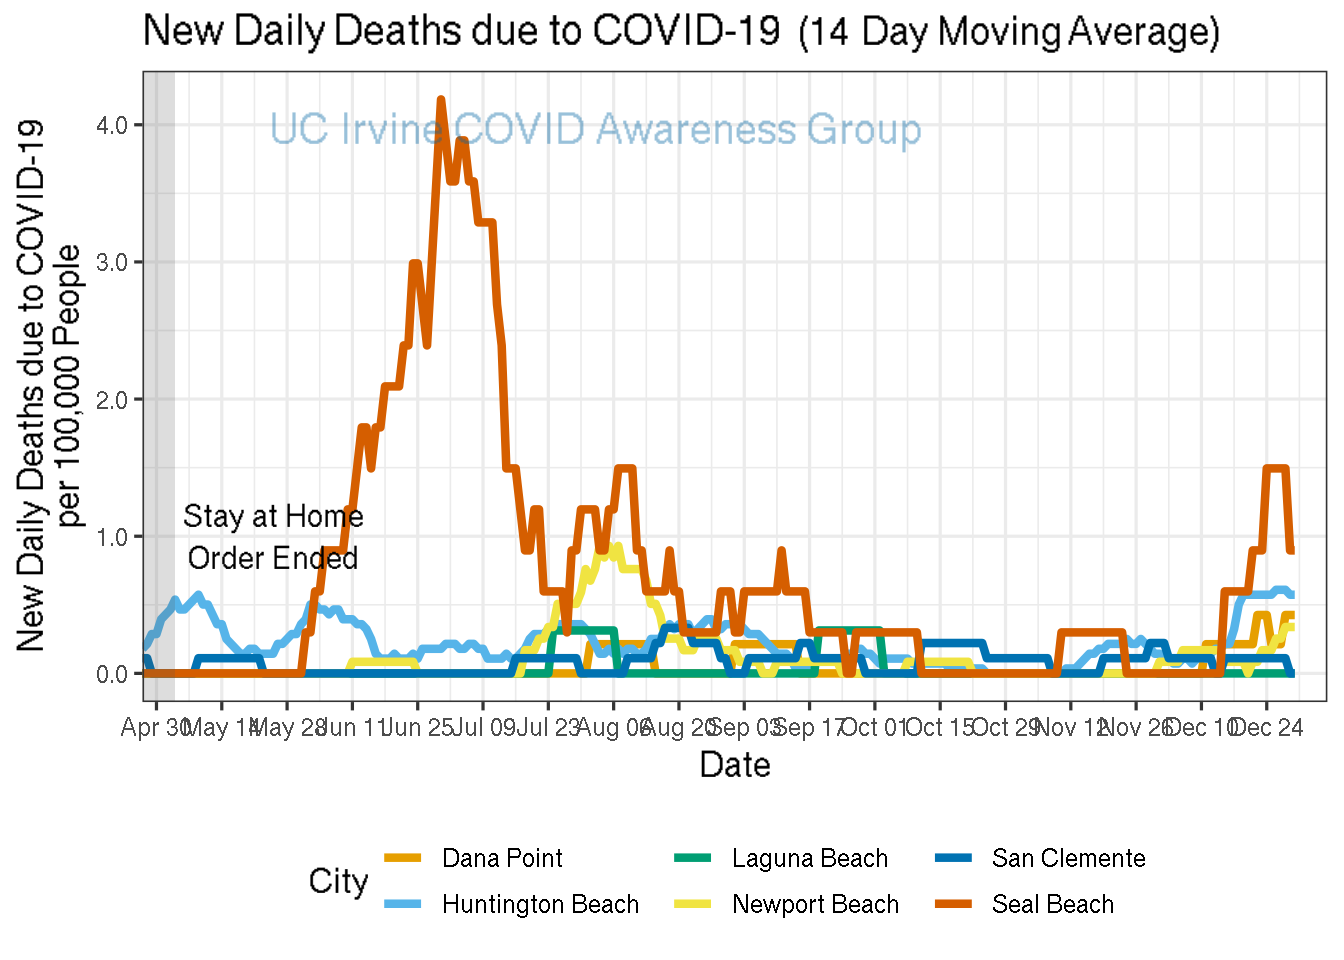 New Daily Deaths due to COVID-19 (14 Day Moving Average)
UC Irvine COVID Awareness Group
New Daily Deaths due to COVID-19
per 100,000 People
4.0
3.0
2.0
1.0
0.0
Stay at Home
Order Ended
Apr 30 May 14 May 28 Jun 11 Jun 25 Jul 09 Jul 23 Aug 06 Aug 20 Sep 03 Sep 17 Oct 01 Oct 15 Oct 29 Nov 12 Nov 26 Dec 10 Dec 24
Date
City
Dana Point Laguna Beach San Clemente
Huntington Beach Newport Beach Seal Beach